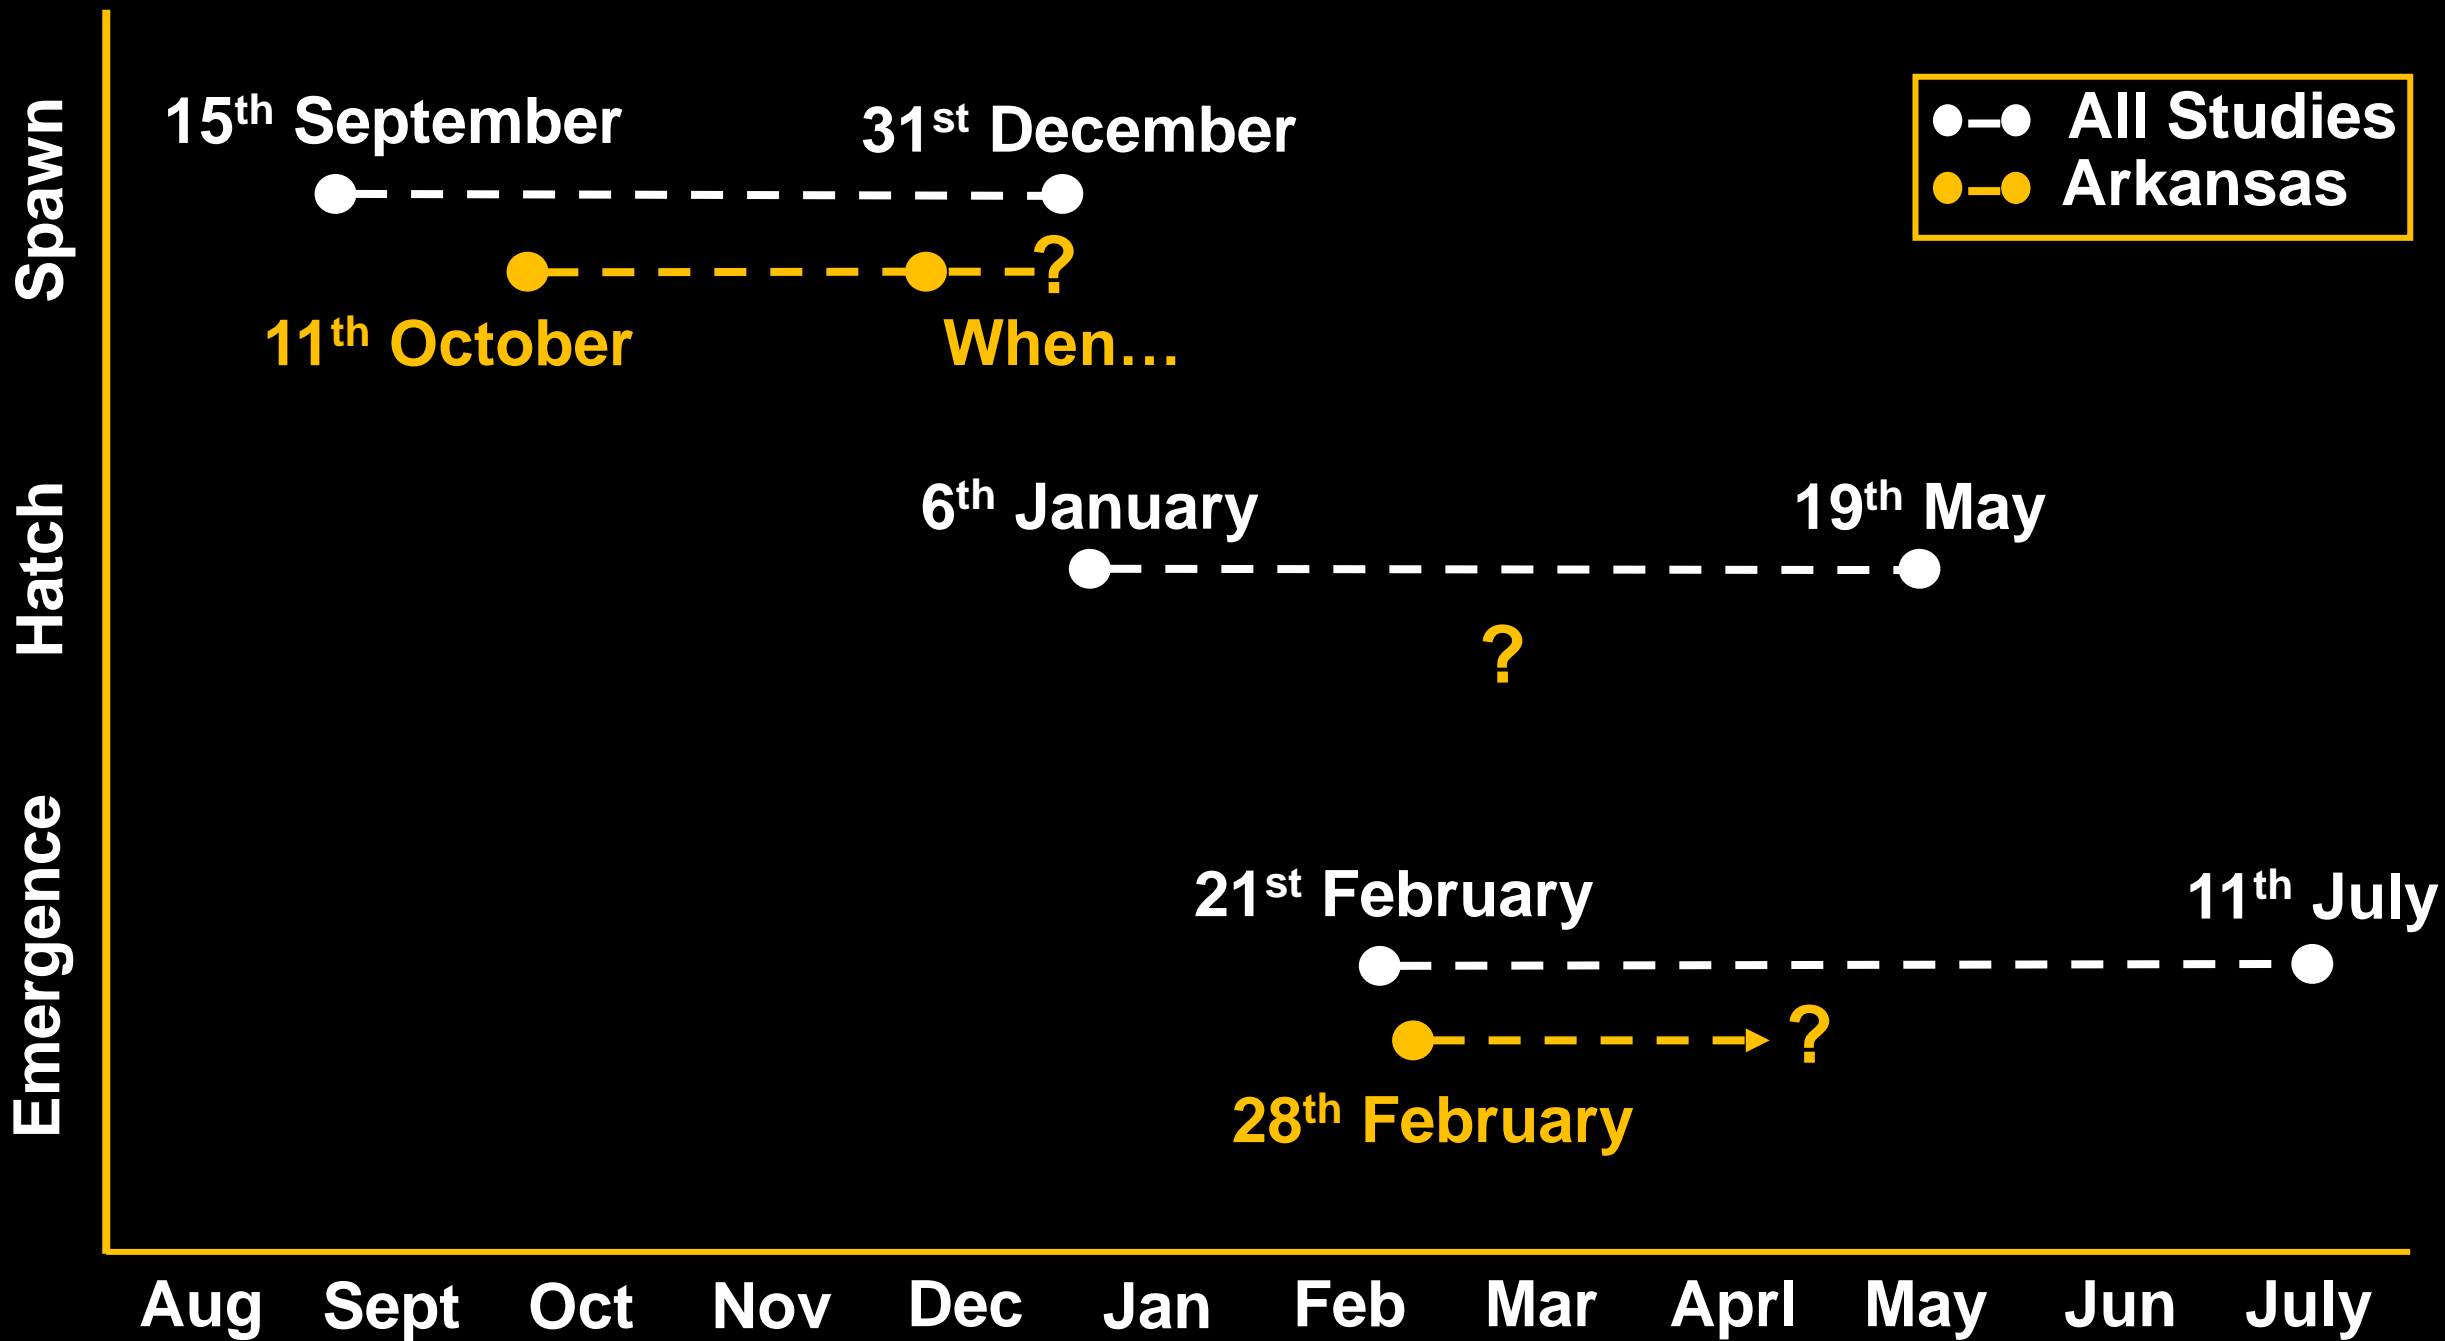 Spawn
15th September
31st December
All Studies
Arkansas
?
11th October
When…
Hatch
6th January
19th May
?
Emergence
21st February
11th July
?
28th February
Aug Sept Oct Nov Dec Jan Feb Mar Aprl May Jun July